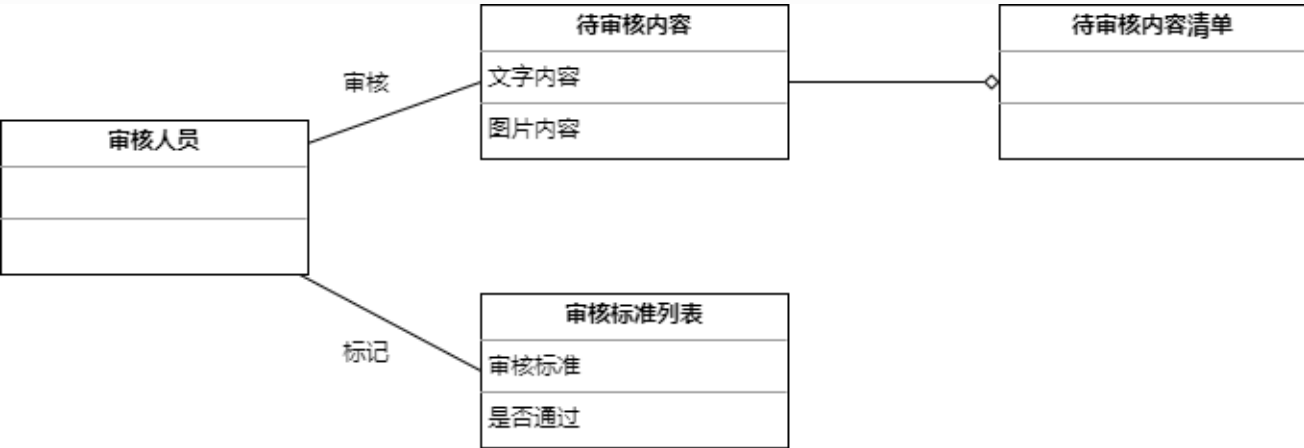 待审核内容
待审核内容清单
审核
文字内容
图片内容
审核人员
审核标准列表
标记
审核标准
是否通过